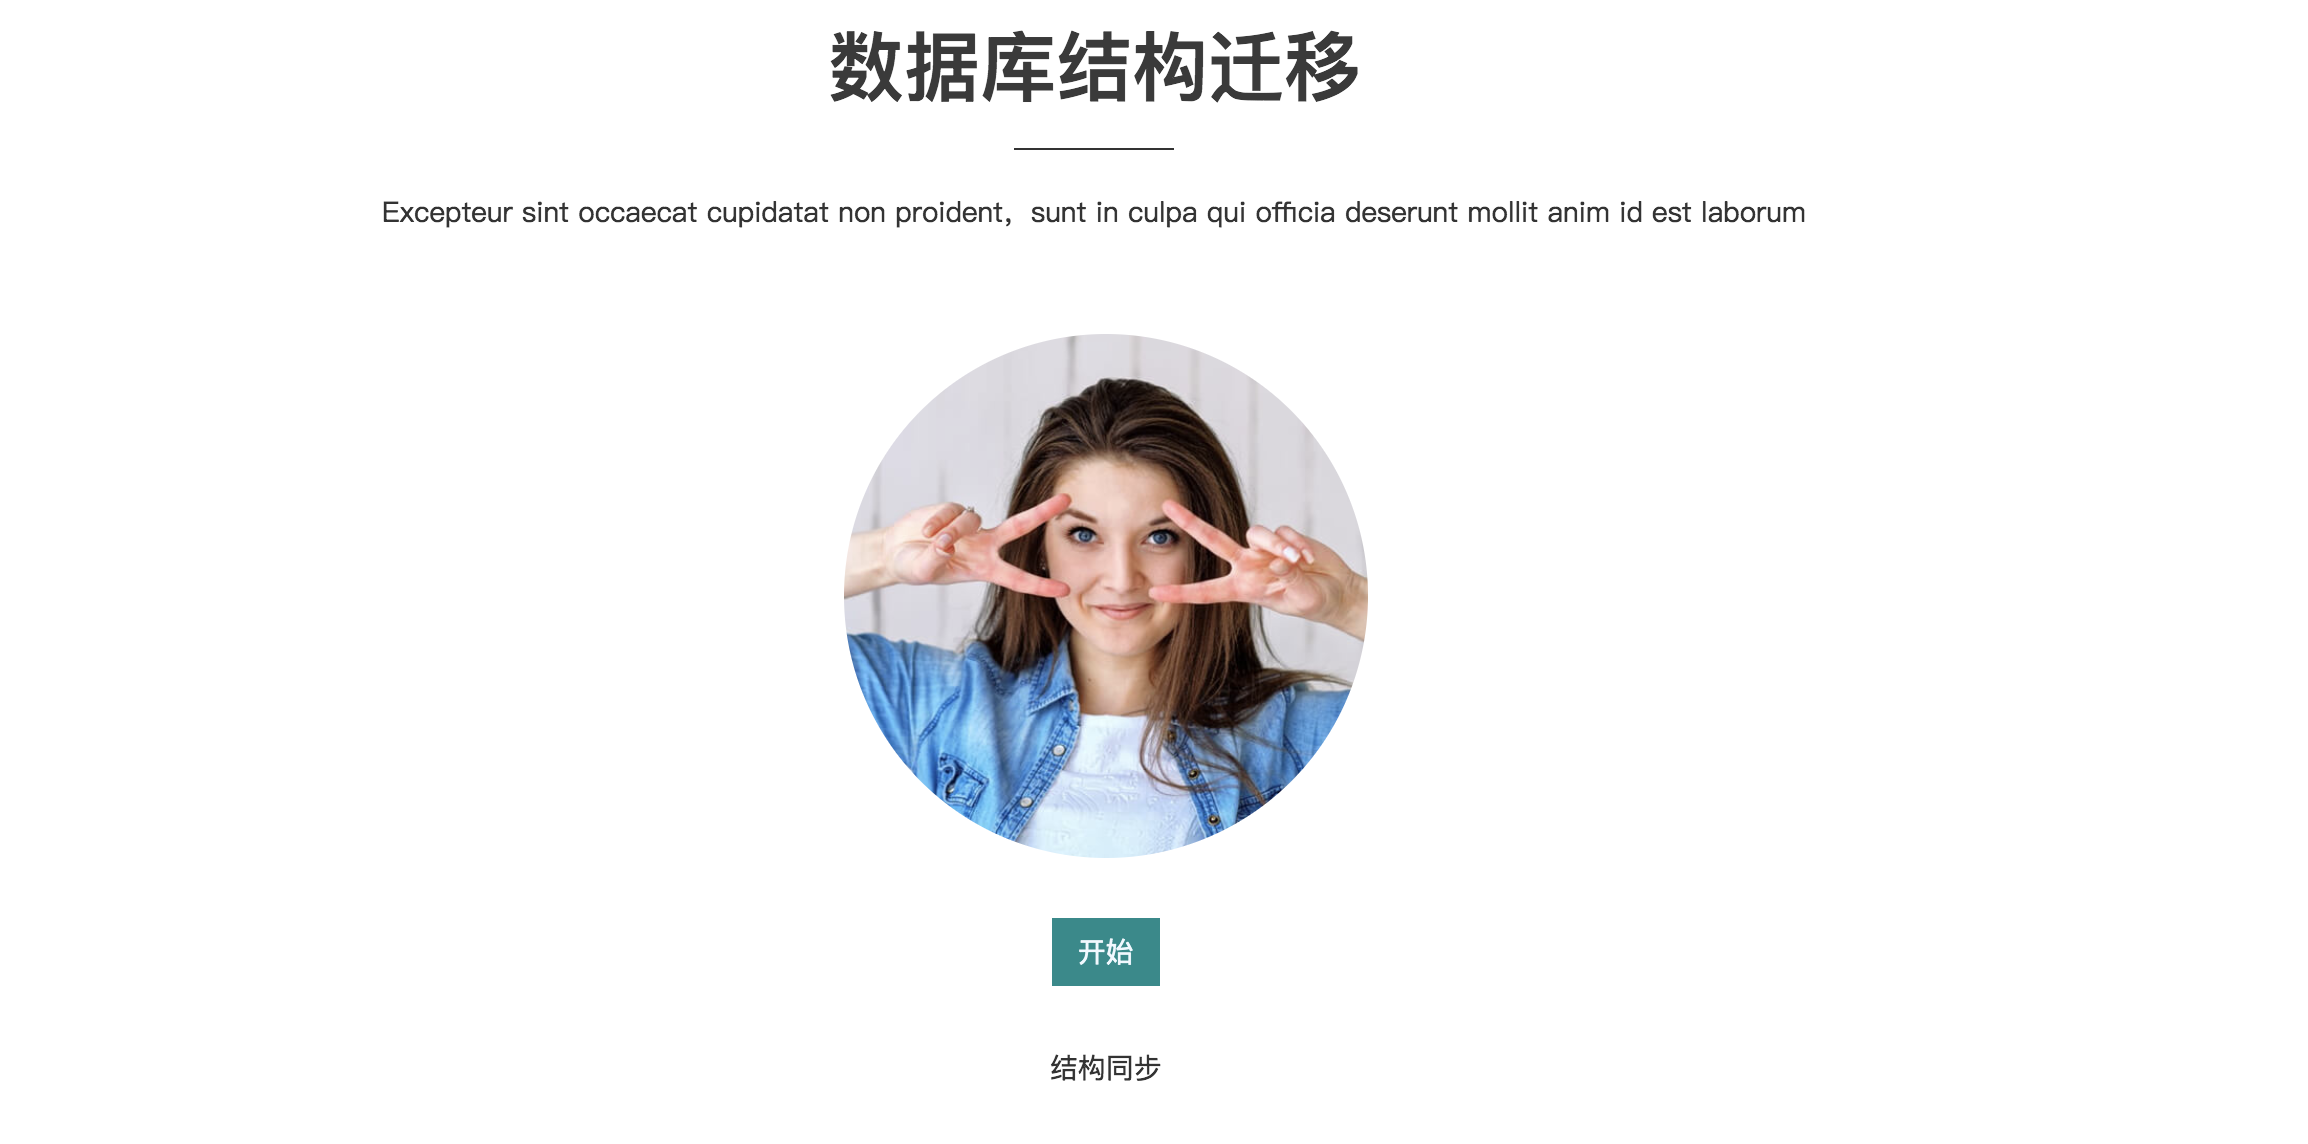 数据库结构迁移
Excepteur sint occaecat cupidatat non proident，sunt in culpa qui officia deserunt mollit anim id est laborum
开始
结构同步